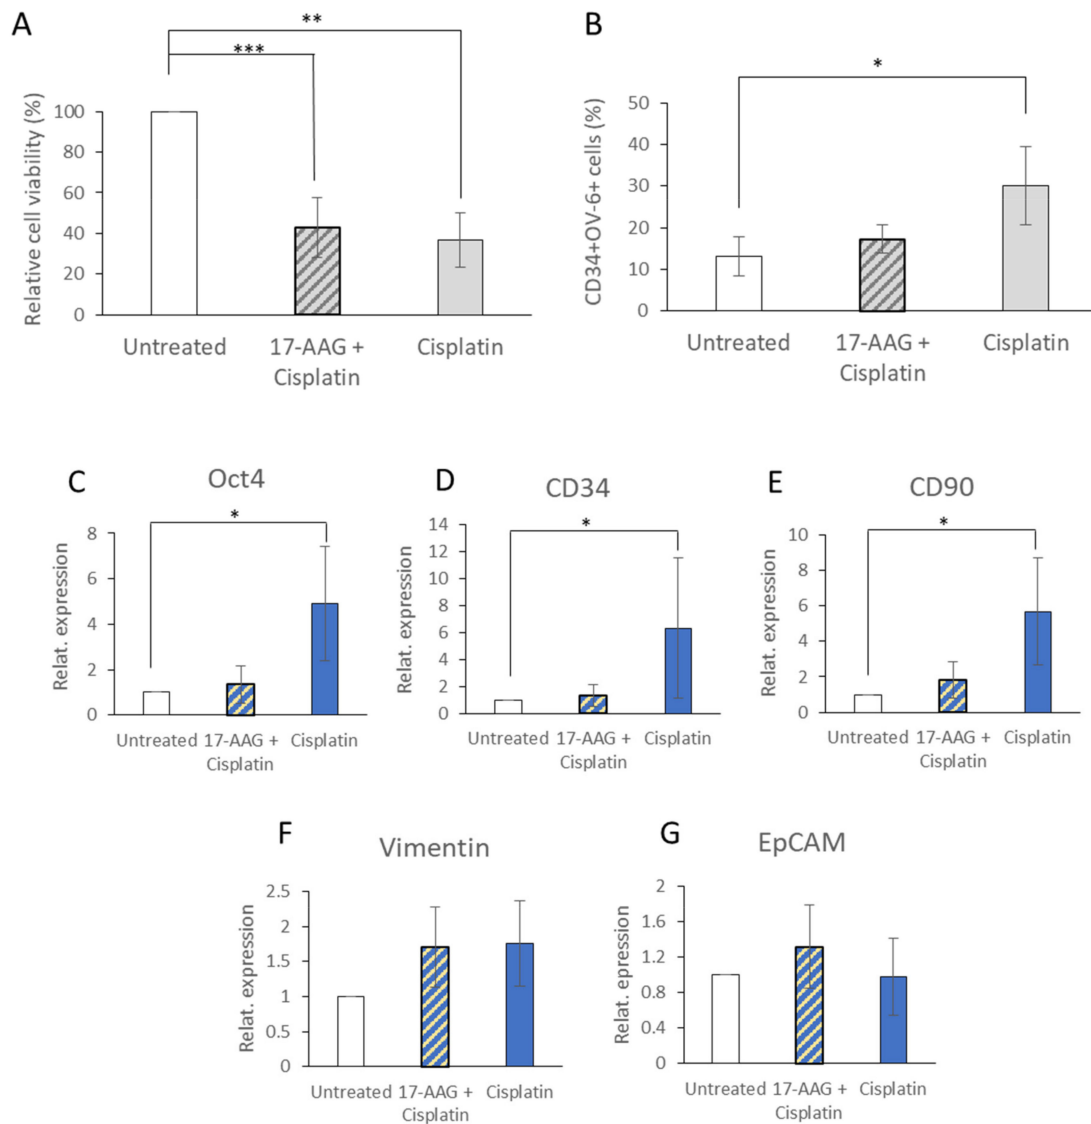 A
**
***
Relative cell viability (%)
100
80
60
40
20
0
Untreated
17-AAG +
Cisplatin
Cisplatin
B
*
CD34+OV-6+ cells (%)
50
40
30
20
10
0
Untreated
17-AAG +
Cisplatin
Cisplatin
C
Oct4
*
Relat. expression
8
6
4
2
0
Untreated
17-AAG +
Cisplatin
Cisplatin
D
CD34
*
Relat. expression
14
12
10
8
6
4
2
0
Untreated
17-AAG +
Cisplatin
Cisplatin
E
CD90
*
Relat. expression
10
8
6
4
2
0
Untreated
17-AAG +
Cisplatin
Cisplatin
F
Vimentin
Relat. expression
2.5
2
1.5
1
0.5
0
Untreated
17-AAG +
Cisplatin
Cisplatin
G
EpCAM
Relat. epression
2
1.6
1.2
0.8
0.4
0
Untreated
17-AAG +
Cisplatin
Cisplatin